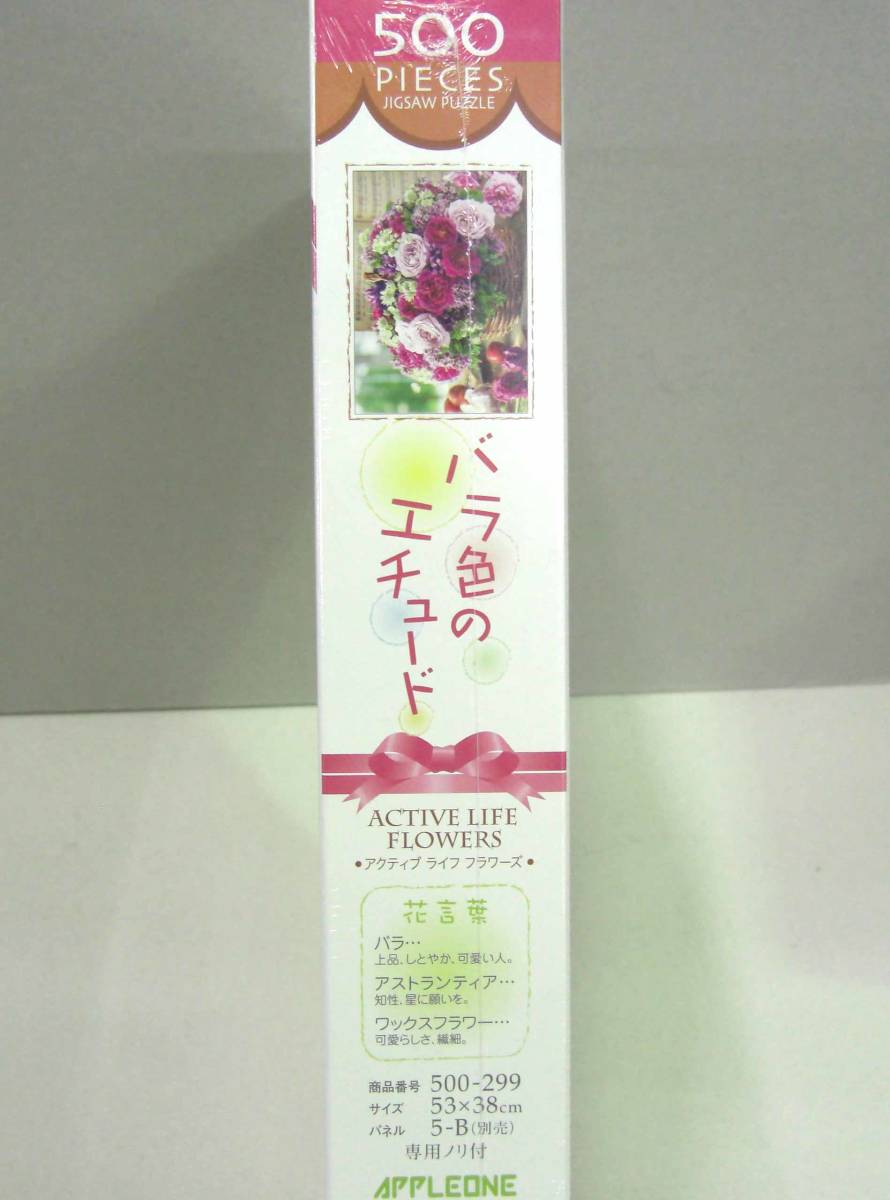 500
PIECES
JIGSAW PUZZLE
バラ色の
エチュード
ACTIVE LIFE
FLOWERS
•アクティブ ライフ フラワーズ•
花言葉
バラ…
上品、しとやか、可愛い人。
アストランティア…
知性、星に願いを。
ワックスフラワー…
可愛らしさ、繊細。
商品番号 500-299
サイズ 53×38cm
パネル 5-B(別売)
専用ノリ付
APPLEONE